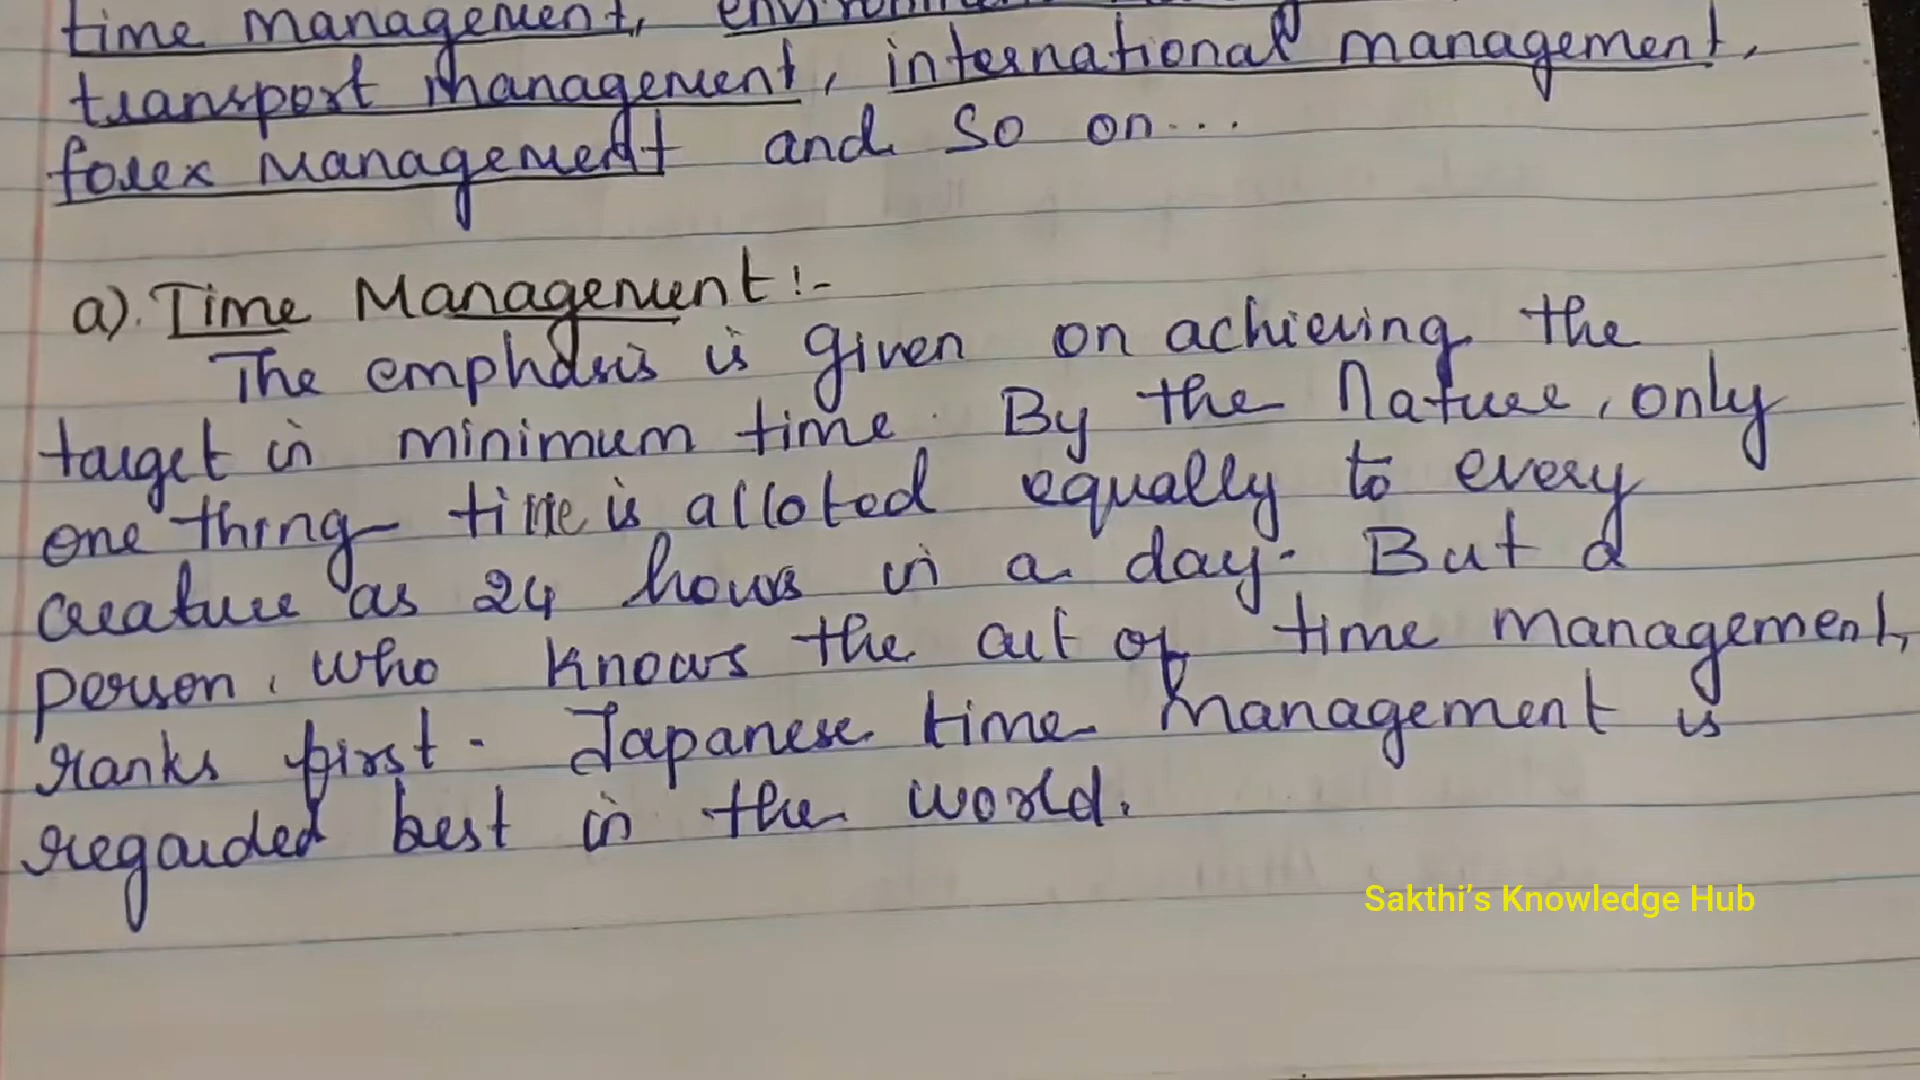 time management,
transport management, international management,
forex management and so on...
a). Time Management:-
The emphasis is given on achieving the
target in minimum time. By the Nature, only
one thing - time is alloted equally to every
creature as 24 hours in a day. But a
person, who knows the art of time management,
ranks first. Japanese time management is
regarded best in the world.
Sakthi's Knowledge Hub